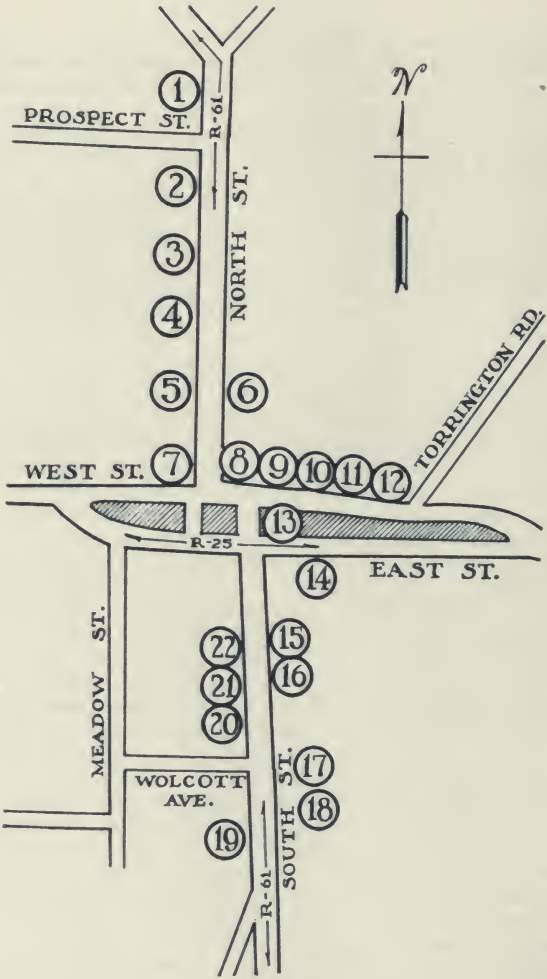 1
N
PROSPECT ST.
R-61
2
NORTH ST.
3
4
TORRINGTON RD.
5
6
WEST ST.
7
8
9
10
11
12
13
R-25
14
EAST ST.
MEADOW ST.
22
15
21
16
20
SOUTH ST.
17
WOLCOTT
AVE.
18
19
R-61